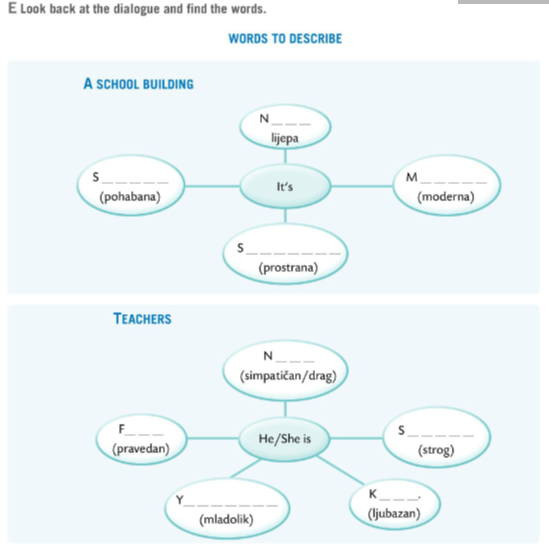 E Look back at the dialogue and find the words.
WORDS TO DESCRIBE
A SCHOOL BUILDING
N _ _ _
lijepa
S _ _ _ _ _
(pohabana)
It's
M _ _ _ _ _
(moderna)
S _ _ _ _ _ _ _
(prostrana)
TEACHERS
N _ _ _
(simpatičan/drag)
F _ _ _
(pravedan)
He/She is
S _ _ _ _ _
(strog)
Y _ _ _ _ _ _ _
(mladolik)
K _ _ _.
(ljubazan)